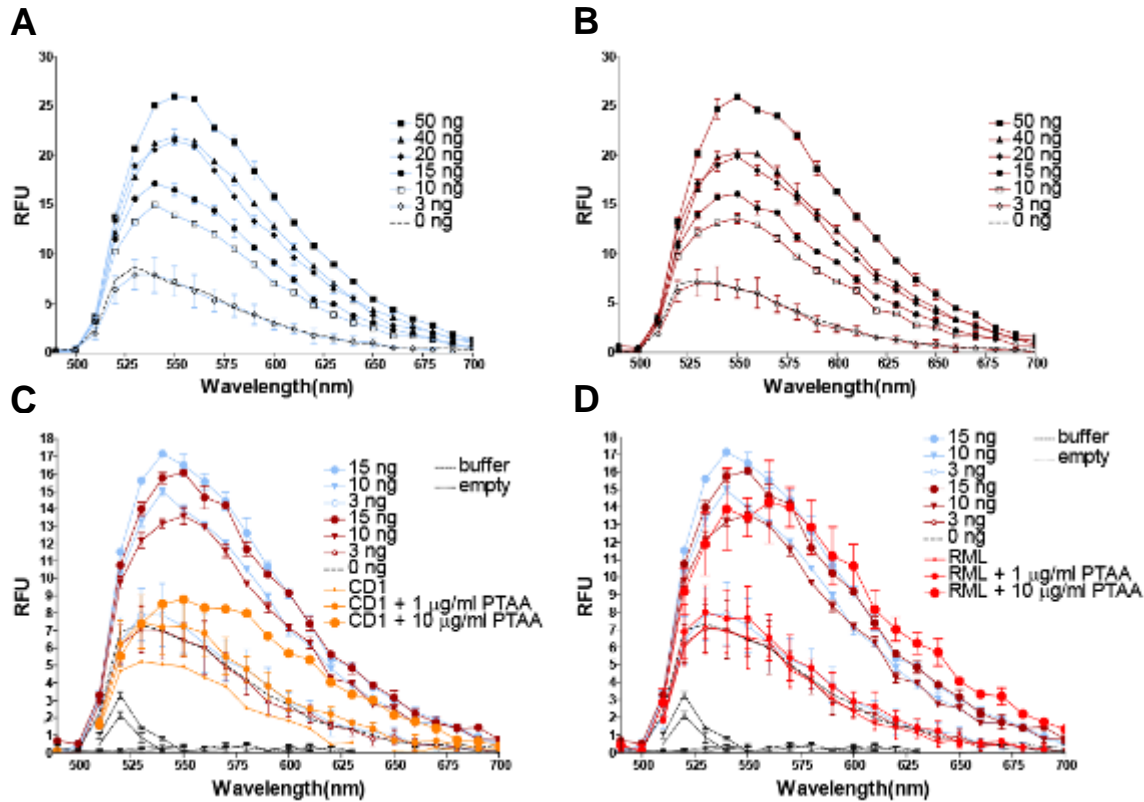 A
30
25
20
15
10
5
0
RFU
500 525 550 575 600 625 650 675 700
Wavelength(nm)
50 ng
40 ng
20 ng
15 ng
10 ng
3 ng
0 ng
B
30
25
20
15
10
5
0
RFU
500 525 550 575 600 625 650 675 700
Wavelength(nm)
50 ng
40 ng
20 ng
15 ng
10 ng
3 ng
0 ng
C
18
17
16
15
14
13
12
11
10
9
8
7
6
5
4
3
2
1
0
RFU
500 525 550 575 600 625 650 675 700
Wavelength(nm)
15 ng
10 ng
3 ng
15 ng
10 ng
3 ng
0 ng
CD1
CD1 + 1 µg/ml PTAA
CD1 + 10 µg/ml PTAA
buffer
empty
D
18
17
16
15
14
13
12
11
10
9
8
7
6
5
4
3
2
1
0
RFU
500 525 550 575 600 625 650 675 700
Wavelength(nm)
15 ng
10 ng
3 ng
15 ng
10 ng
3 ng
0 ng
RML
RML + 1 µg/ml PTAA
RML + 10 µg/ml PTAA
buffer
empty